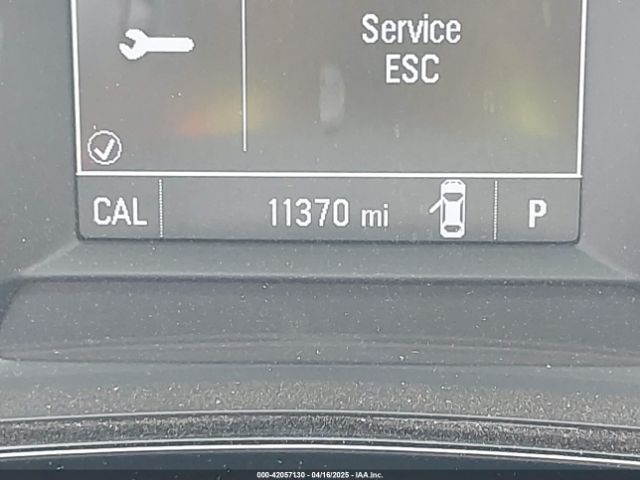 Service
ESC
CAL 11370 mi P
000-42057130 - 04/16/2025 - IAA, Inc.